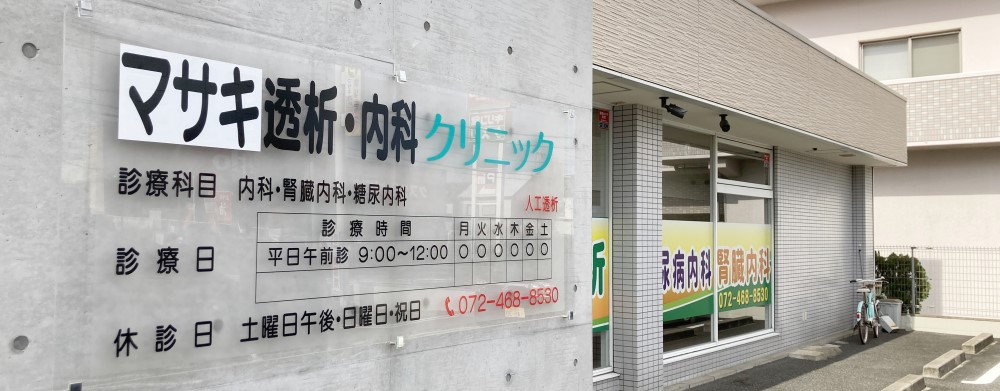 マサキ透析・内科クリニック
診療科目 内科・腎臓内科・糖尿内科
人工透析
診療日
診療時間 月 火 水 木 金 土
平日午前診 9:00〜12:00 ○ ○ ○ ○ ○ ○
072-468-8530
休診日 土曜日午後・日曜日・祝日
析
尿病内科
腎臓内科
072-468-8530